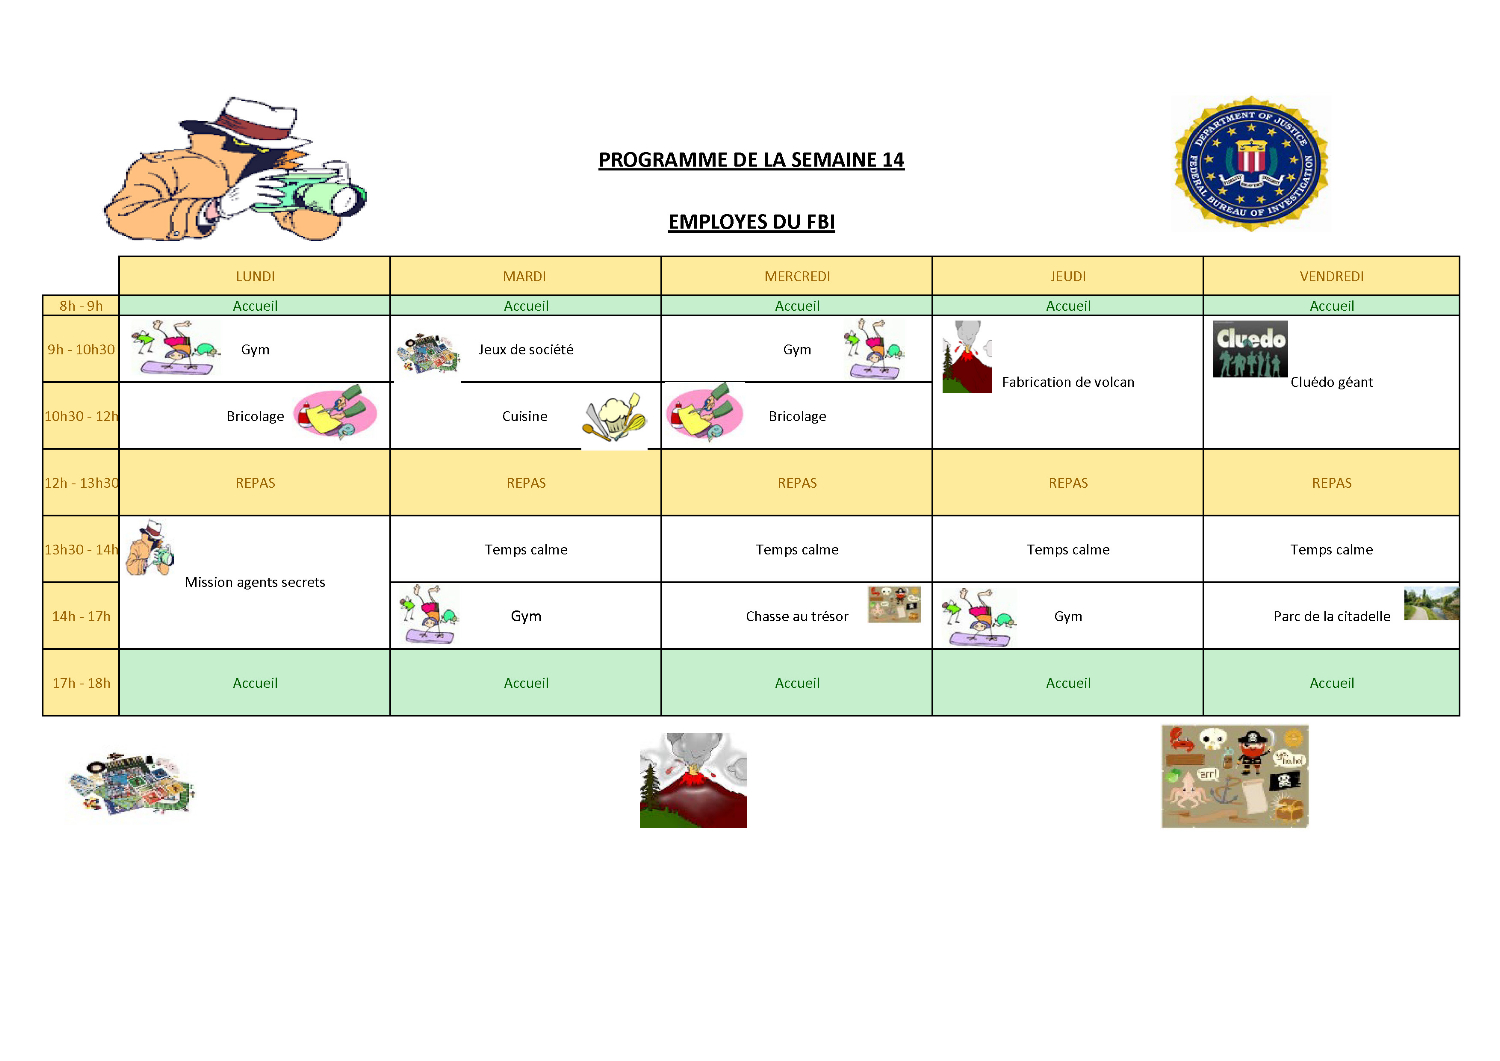 PROGRAMME DE LA SEMAINE 14
DEPARTMENT OF JUSTICE
FEDERAL BUREAU OF INVESTIGATION
EMPLOYES DU FBI
LUNDI MARDI MERCREDI JEUDI VENDREDI
8h - 9h Accueil Accueil Accueil Accueil Accueil
9h - 10h30 Gym Jeux de société Gym Fabrication de volcan Cluedo Cluédo géant
10h30 - 12h Bricolage Cuisine Bricolage
12h - 13h30 REPAS REPAS REPAS REPAS REPAS
13h30 - 14h Mission agents secrets Temps calme Temps calme Temps calme Temps calme
14h - 17h Gym Chasse au trésor Gym Parc de la citadelle
17h - 18h Accueil Accueil Accueil Accueil Accueil
arr!